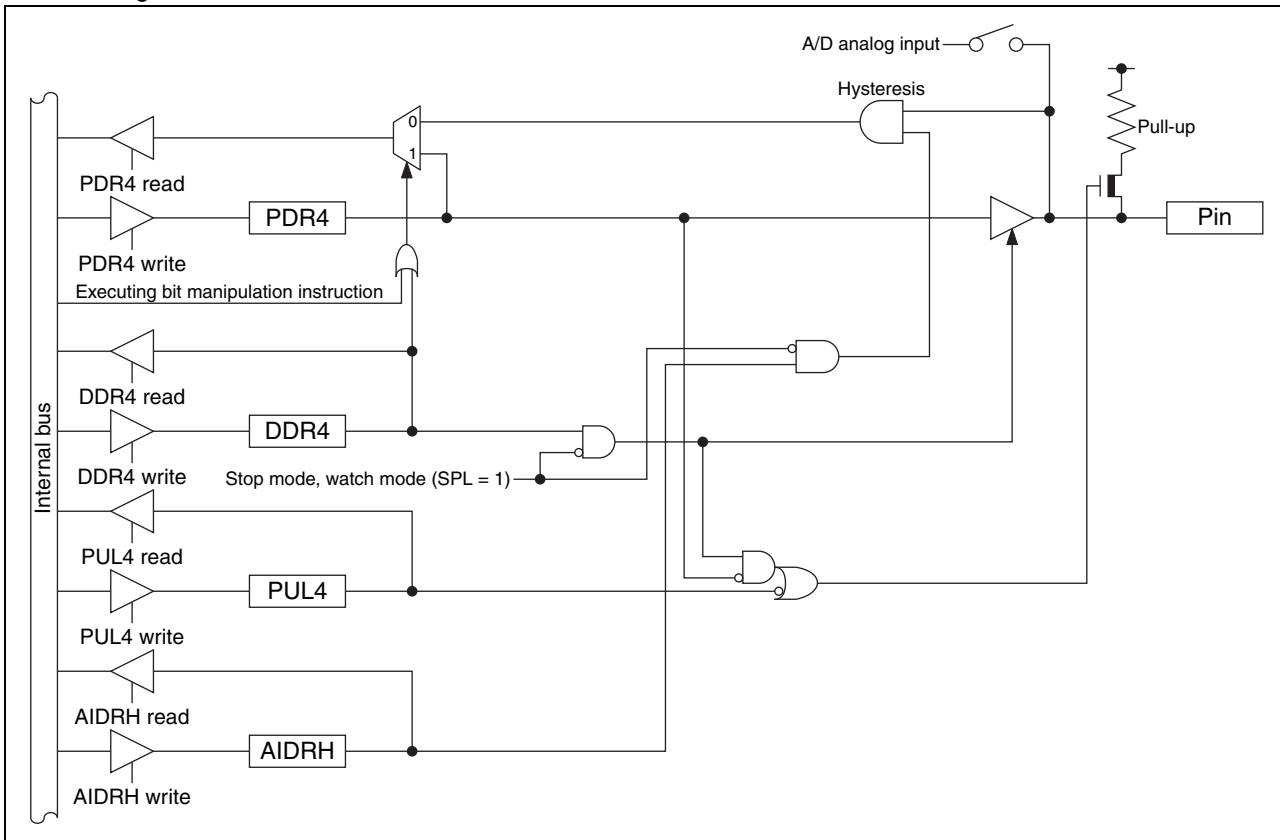 A/D analog input
Hysteresis
0
Pull-up
1
PDR4 read
PDR4
Pin
PDR4 write
Executing bit manipulation instruction
DDR4 read
DDR4
Internal bus
DDR4 write
Stop mode, watch mode (SPL = 1)
PUL4 read
PUL4
PUL4 write
AIDRH read
AIDRH
AIDRH write